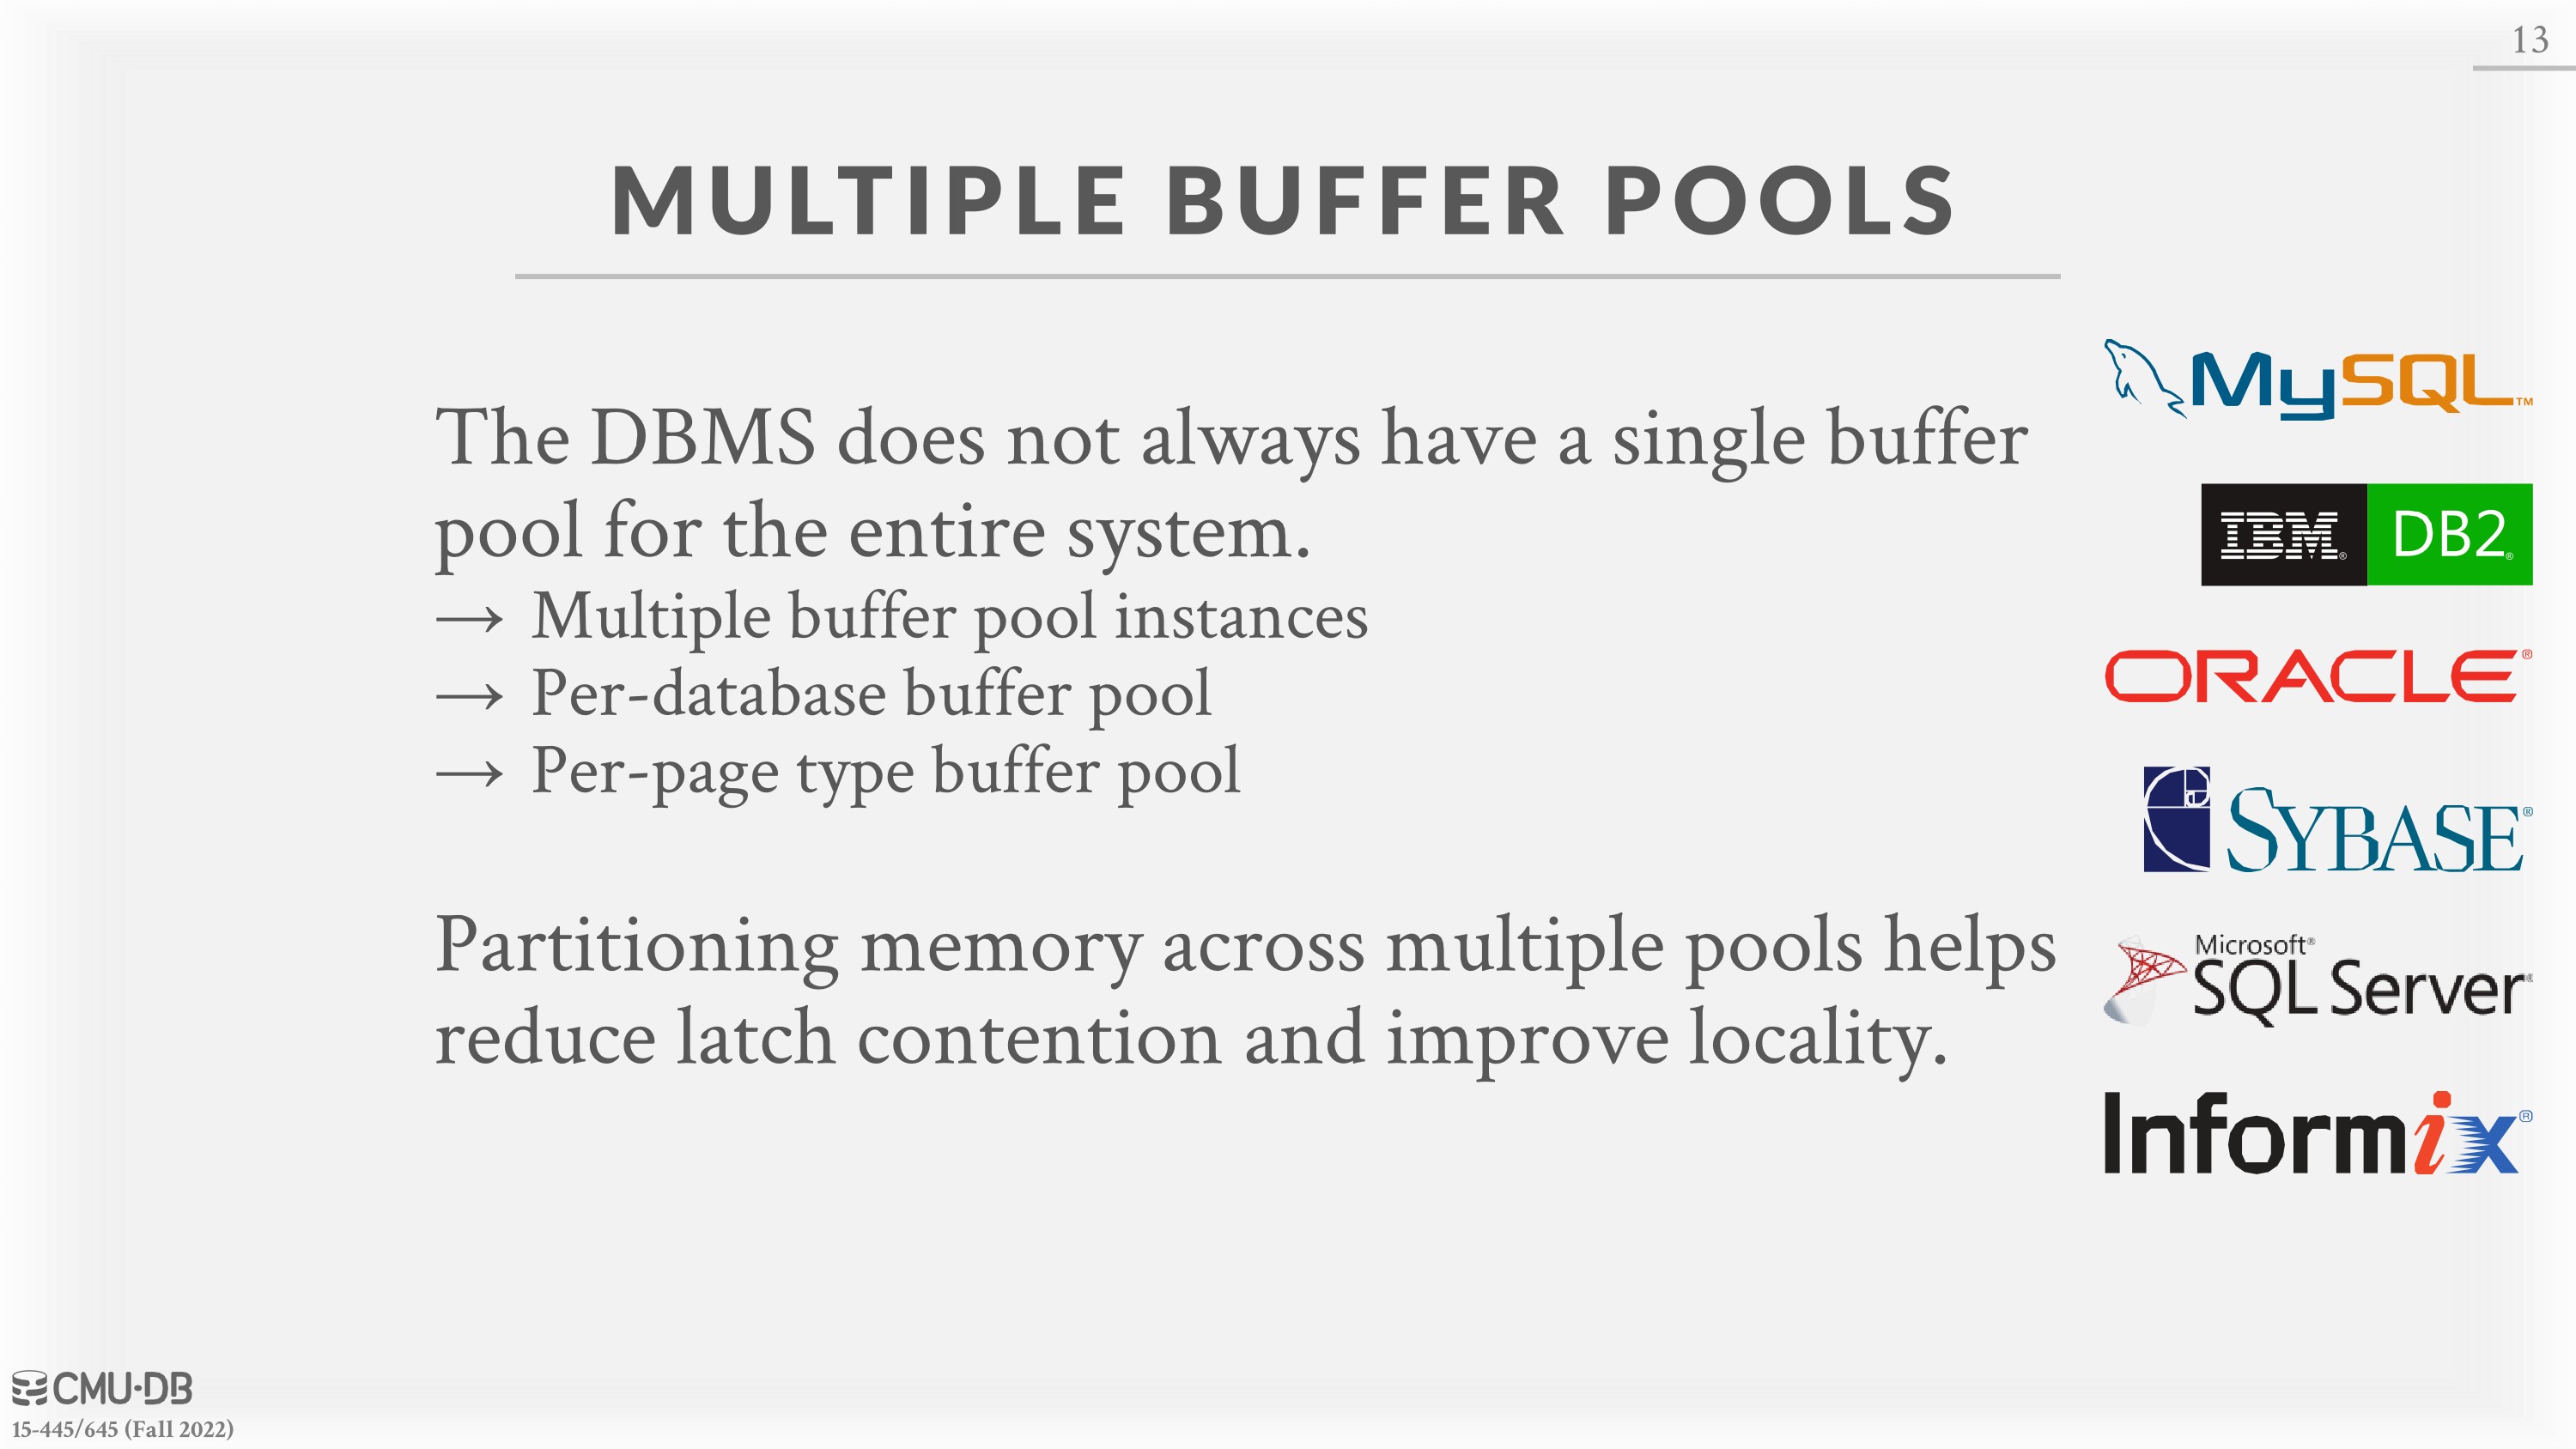 13
MULTIPLE BUFFER POOLS
The DBMS does not always have a single buffer
pool for the entire system.
→ Multiple buffer pool instances
→ Per-database buffer pool
→ Per-page type buffer pool
Partitioning memory across multiple pools helps
reduce latch contention and improve locality.
MySQL™
IBM® DB2®
ORACLE®
SYBASE®
Microsoft®
SQL Server
Informix®
CMU·DB
15-445/645 (Fall 2022)